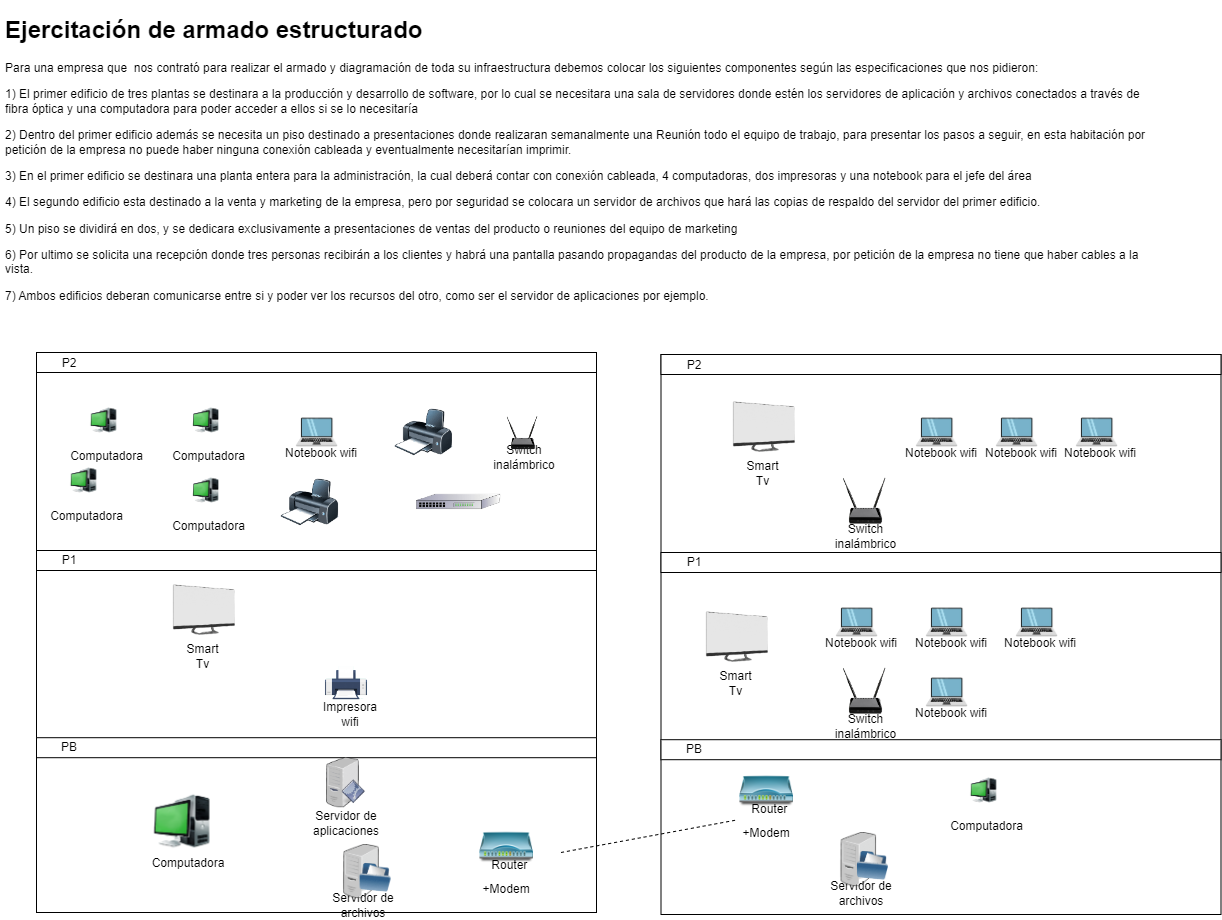 Ejercitación de armado estructurado
Para una empresa que  nos contrató para realizar el armado y diagramación de toda su infraestructura debemos colocar los siguientes componentes según las especificaciones que nos pidieron:
1) El primer edificio de tres plantas se destinara a la producción y desarrollo de software, por lo cual se necesitara una sala de servidores donde estén los servidores de aplicación y archivos conectados a través de
fibra óptica y una computadora para poder acceder a ellos si se lo necesitaría
2) Dentro del primer edificio además se necesita un piso destinado a presentaciones donde realizaran semanalmente una Reunión todo el equipo de trabajo, para presentar los pasos a seguir, en esta habitación por
petición de la empresa no puede haber ninguna conexión cableada y eventualmente necesitarían imprimir.
3) En el primer edificio se destinara una planta entera para la administración, la cual deberá contar con conexión cableada, 4 computadoras, dos impresoras y una notebook para el jefe del área
4) El segundo edificio esta destinado a la venta y marketing de la empresa, pero por seguridad se colocara un servidor de archivos que hará las copias de respaldo del servidor del primer edificio.
5) Un piso se dividirá en dos, y se dedicara exclusivamente a presentaciones de ventas del producto o reuniones del equipo de marketing
6) Por ultimo se solicita una recepción donde tres personas recibirán a los clientes y habrá una pantalla pasando propagandas del producto de la empresa, por petición de la empresa no tiene que haber cables a la
vista.
7) Ambos edificios deberan comunicarse entre si y poder ver los recursos del otro, como ser el servidor de aplicaciones por ejemplo.
P2
Computadora
Computadora
Notebook wifi
Switch
inalámbrico
Computadora
Computadora
P1
Smart
Tv
Impresora
wifi
PB
Servidor de
aplicaciones
Computadora
Router
+Modem
Servidor de
archivos
P2
Smart
Tv
Notebook wifi
Notebook wifi
Notebook wifi
Switch
inalámbrico
P1
Smart
Tv
Notebook wifi
Notebook wifi
Notebook wifi
Switch
inalámbrico
Notebook wifi
PB
Router
+Modem
Computadora
Servidor de
archivos